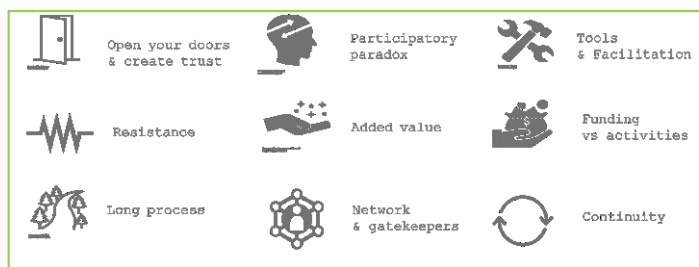 Open your doors
& create trust
Participatory
paradox
Tools
& Facilitation
Resistance
Added value
Funding
vs activities
Long process
Network
& gatekeepers
Continuity